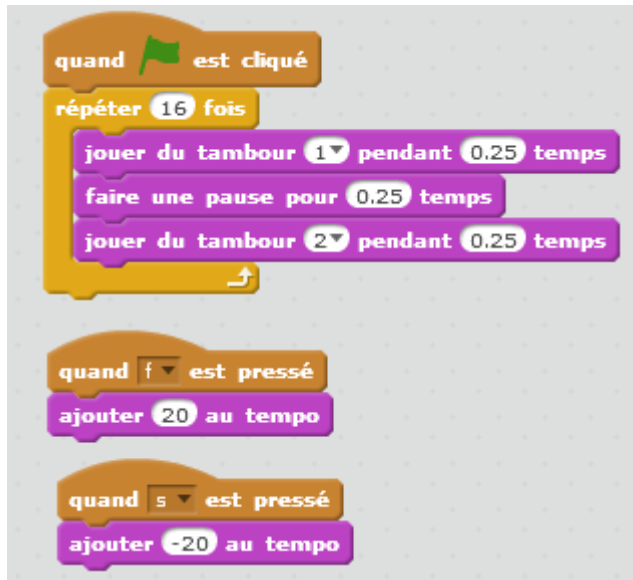 quand est cliqué
répéter 16 fois
jouer du tambour 1 pendant 0.25 temps
faire une pause pour 0.25 temps
jouer du tambour 2 pendant 0.25 temps
quand f est pressé
ajouter 20 au tempo
quand s est pressé
ajouter -20 au tempo